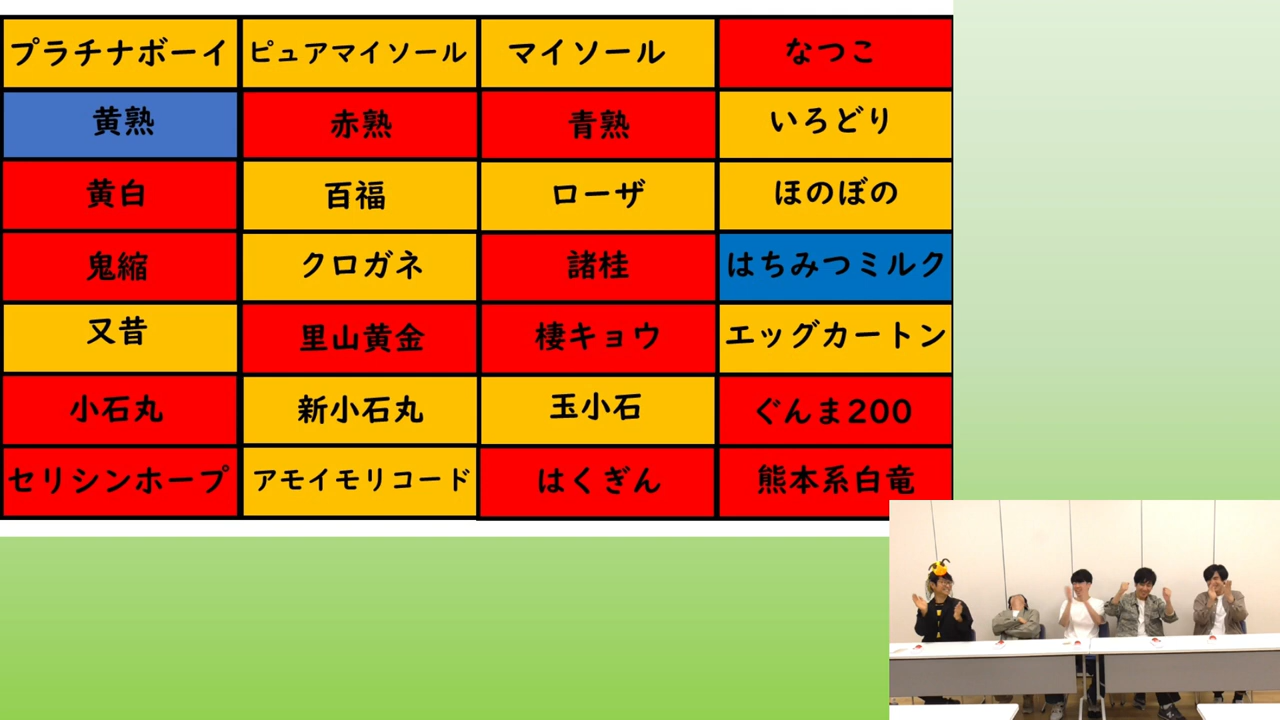 プラチナボーイ ピュアマイソール マイソール なつこ
黄熟 赤熟 青熟 いろどり
黄白 百福 ローザ ほのぼの
鬼縮 クロガネ 諸桂 はちみつミルク
又昔 里山黄金 棲キョウ エッグカートン
小石丸 新小石丸 玉小石 ぐんま200
セリシンホープ アモイモリコード はくぎん 熊本系白竜